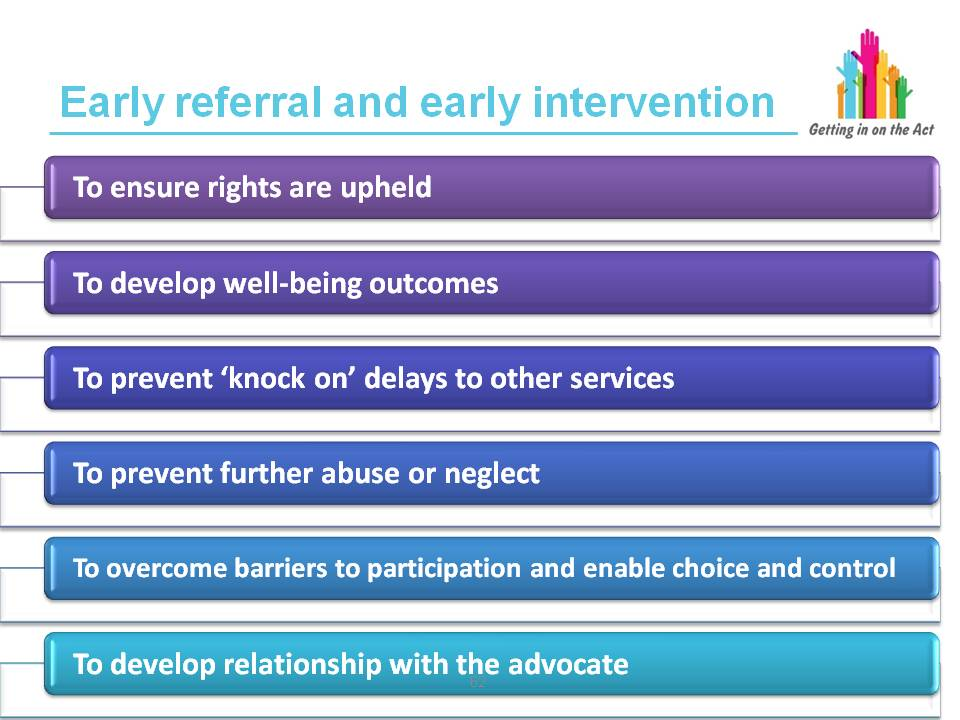 Early referral and early intervention
Getting in on the Act
To ensure rights are upheld
To develop well-being outcomes
To prevent ‘knock on’ delays to other services
To prevent further abuse or neglect
To overcome barriers to participation and enable choice and control
To develop relationship with the advocate